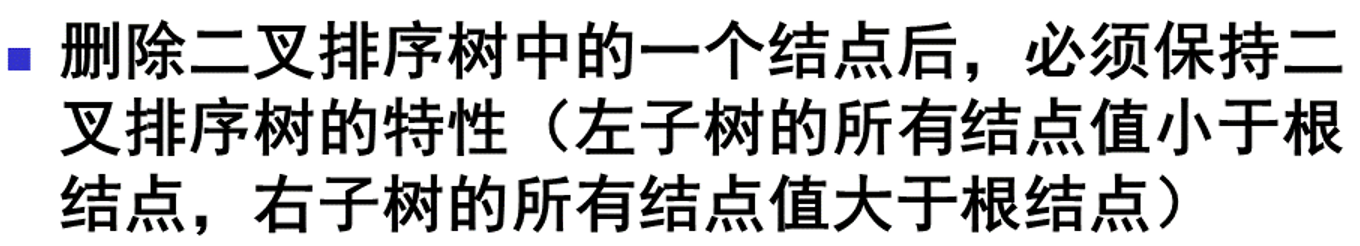 删除二叉排序树中的一个结点后，必须保持二
叉排序树的特性（左子树的所有结点值小于根
结点，右子树的所有结点值大于根结点）